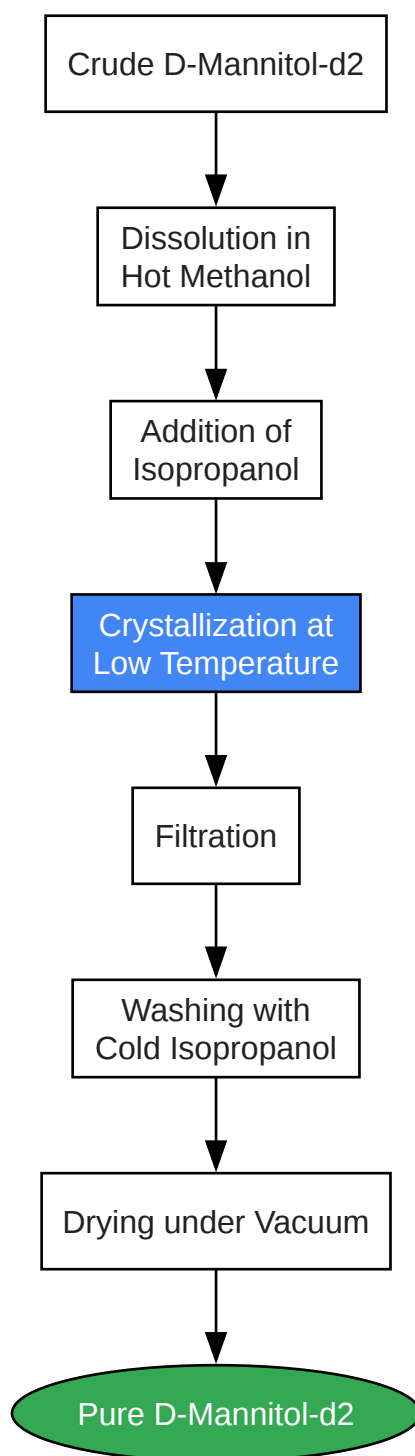 Crude D-Mannitol-d2
Dissolution in
Hot Methanol
Addition of
Isopropanol
Crystallization at
Low Temperature
Filtration
Washing with
Cold Isopropanol
Drying under Vacuum
Pure D-Mannitol-d2